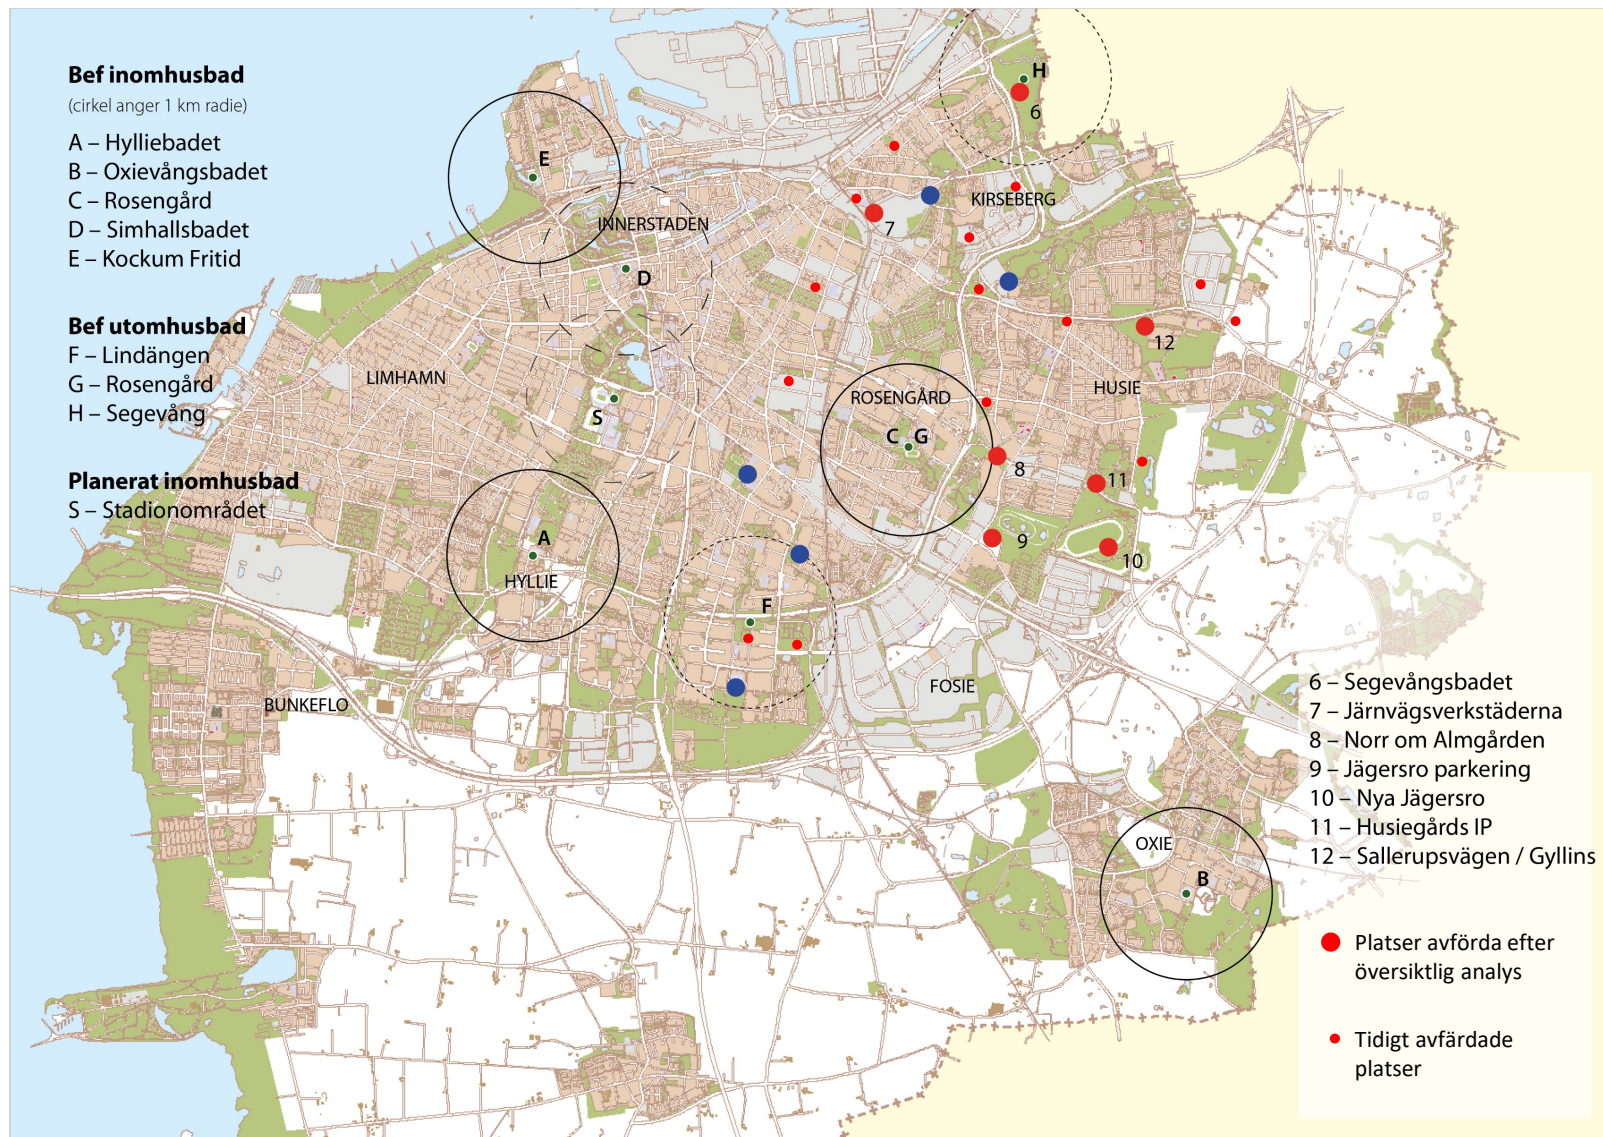 Bef inomhusbad
(cirkel anger 1 km radie)
A – Hylliebadet
B – Oxievångsbadet
C – Rosengård
D – Simhallsbadet
E – Kockum Fritid
Bef utomhusbad
F – Lindängen
G – Rosengård
H – Segevång
Planerat inomhusbad
S – Stadionområdet
H
6
E
KIRSEBERG
INNERSTADEN
7
D
12
LIMHAMN
HUSIE
ROSENGÅRD
S
C G
8
11
A
9
10
HYLLIE
F
FOSIE
BUNKEFLO
OXIE
B
6 – Segevångsbadet
7 – Järnvägsverkstäderna
8 – Norr om Almgården
9 – Jägersro parkering
10 – Nya Jägersro
11 – Husiegårds IP
12 – Sallerupsvägen / Gyllins
Platser avförda efter
översiktlig analys
Tidigt avfärdade
platser